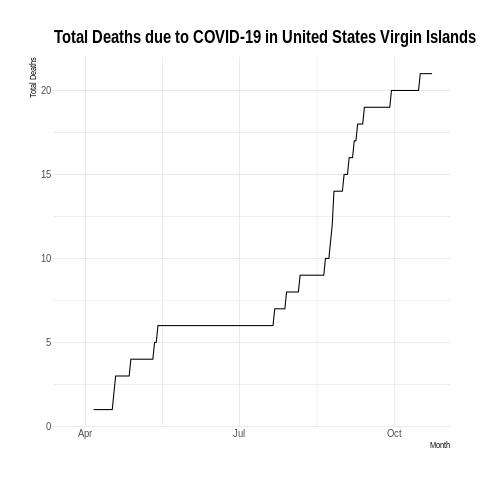 Total Deaths due to COVID-19 in United States Virgin Islands
Total Deaths
20
15
10
5
0
Apr
Jul
Oct
Month